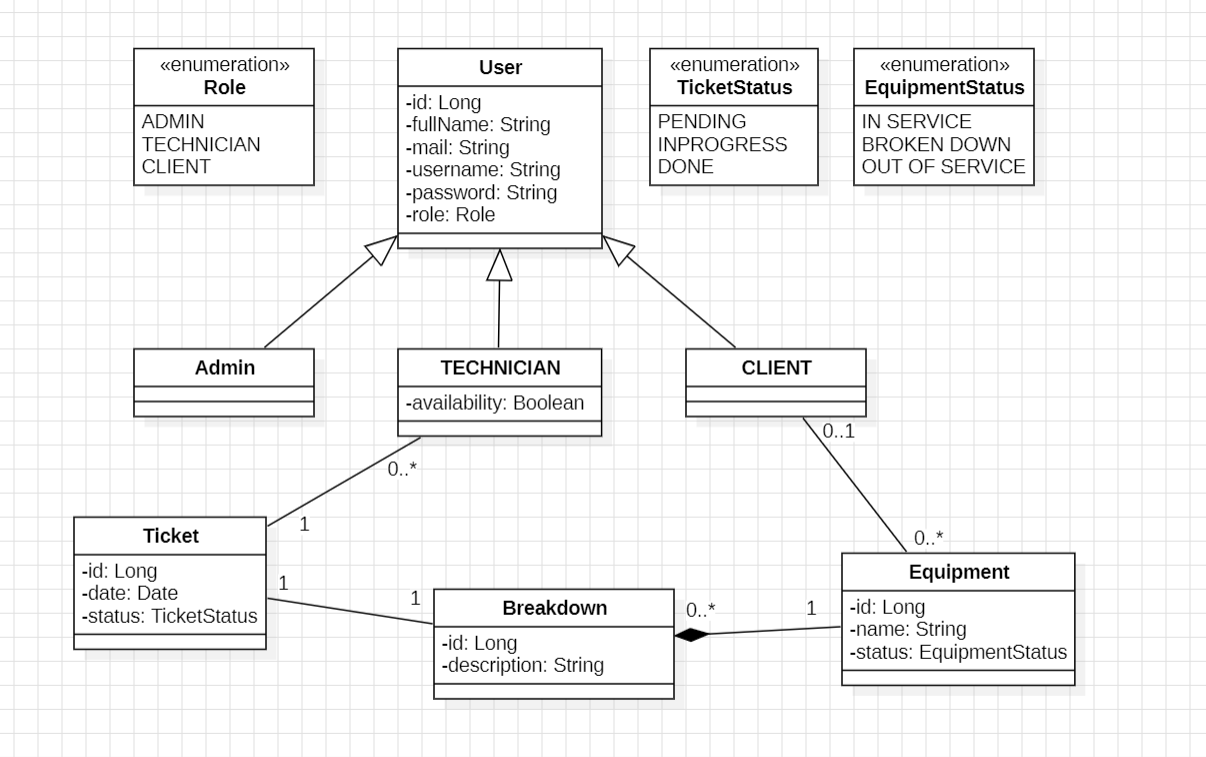 «enumeration»
Role
ADMIN
TECHNICIAN
CLIENT
User
-id: Long
-fullName: String
-mail: String
-username: String
-password: String
-role: Role
«enumeration»
TicketStatus
PENDING
INPROGRESS
DONE
«enumeration»
EquipmentStatus
IN SERVICE
BROKEN DOWN
OUT OF SERVICE
Admin
TECHNICIAN
-availability: Boolean
CLIENT
0..1
0..*
0..*
1
Ticket
-id: Long
-date: Date
-status: TicketStatus
1
1
Breakdown
-id: Long
-description: String
0..*
1
Equipment
-id: Long
-name: String
-status: EquipmentStatus